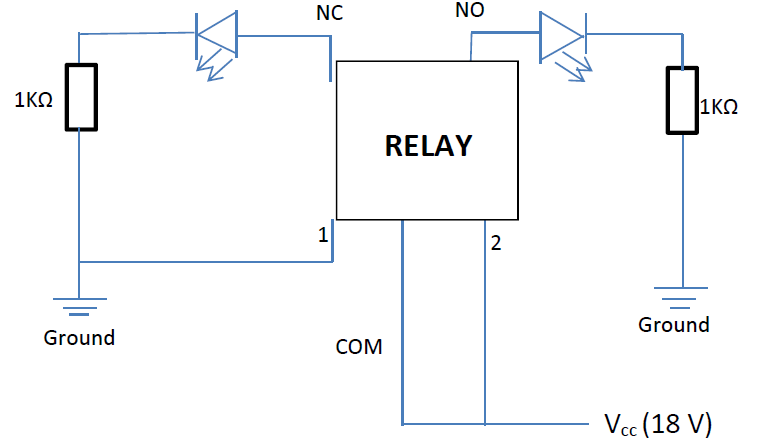 NC
NO
1KΩ
1KΩ
RELAY
1
2
Ground
Ground
COM
Vcc (18 V)